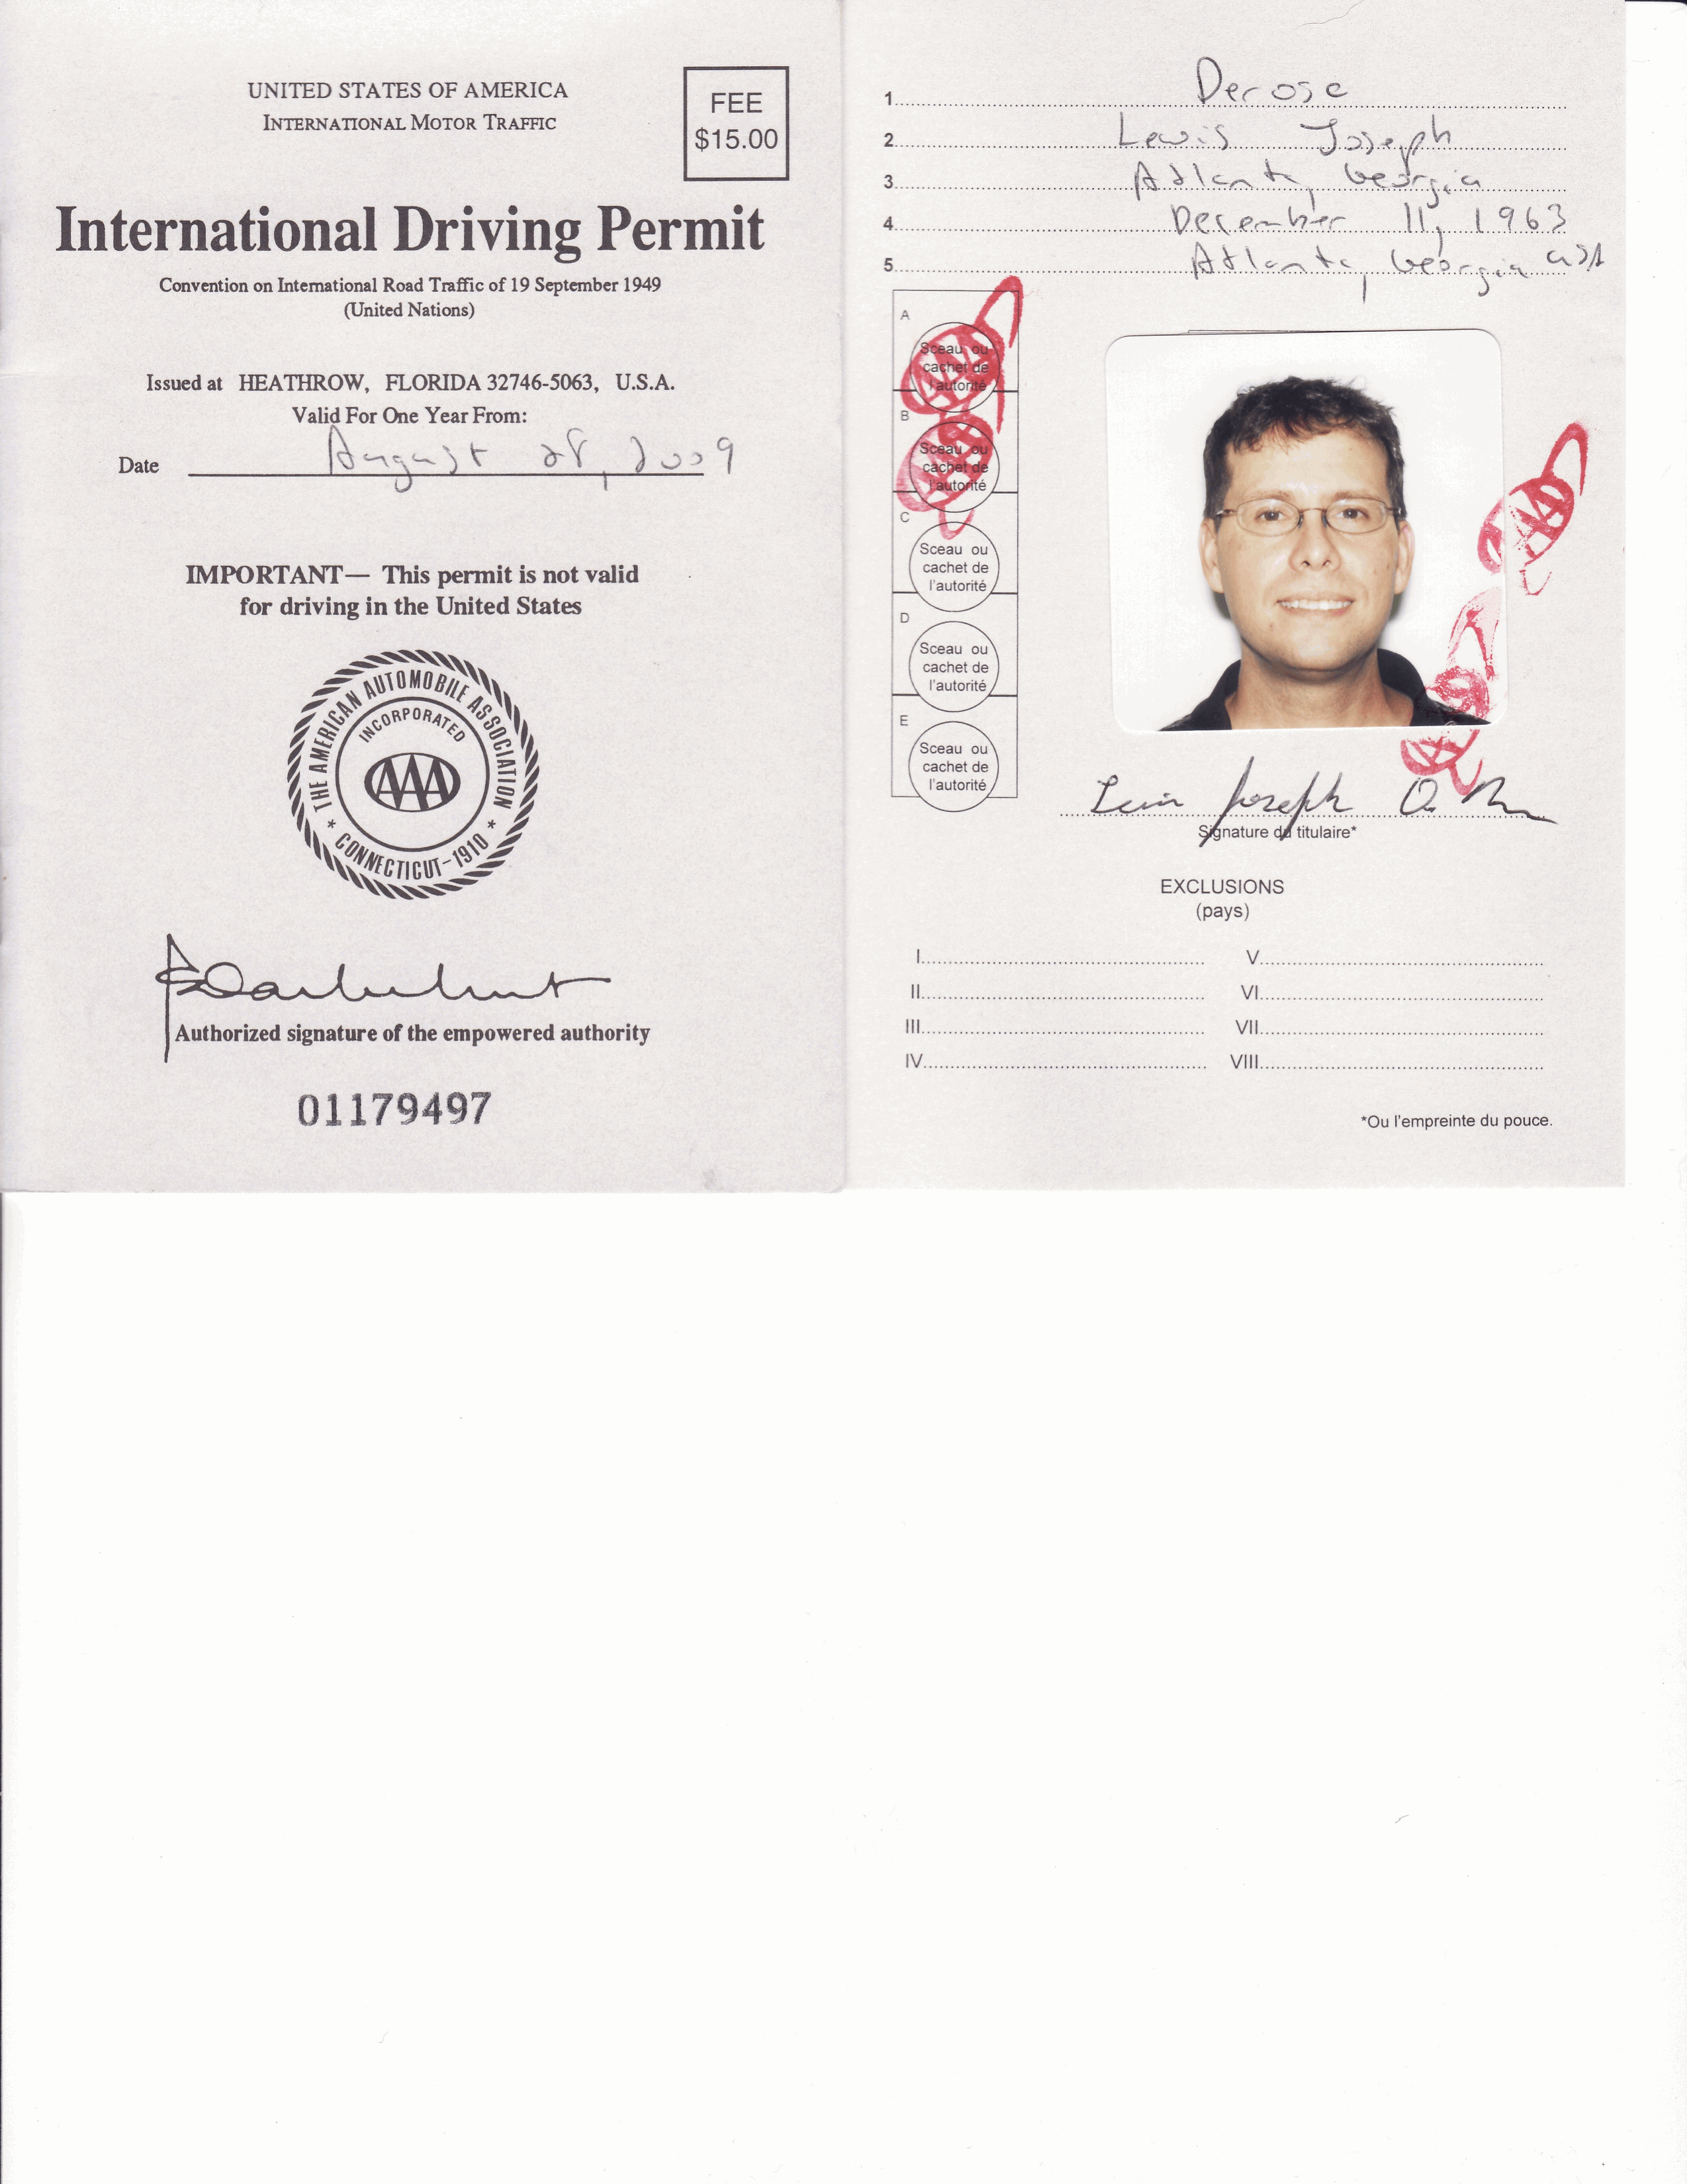 UNITED STATES OF AMERICA
INTERNATIONAL MOTOR TRAFFIC
FEE
$15.00
International Driving Permit
Convention on International Road Traffic of 19 September 1949
(United Nations)
Issued at HEATHROW, FLORIDA 32746-5063, U.S.A.
Valid For One Year From:
Date August 28, 2009
IMPORTANT— This permit is not valid
for driving in the United States
THE AMERICAN AUTOMOBILE ASSOCIATION
INCORPORATED
AAA
* CONNECTICUT-1910 *
Authorized signature of the empowered authority
01179497
1 Derose
2 Lewis Joseph
3 Atlanta, Georgia
4 December 11, 1963
5 Atlanta, Georgia USA
A
Sceau ou
cachet de
l'autorité
B
Sceau ou
cachet de
l'autorité
C
Sceau ou
cachet de
l'autorité
D
Sceau ou
cachet de
l'autorité
E
Sceau ou
cachet de
l'autorité
AAA
AAA
AAA
Lewis Joseph
Signature du titulaire*
EXCLUSIONS
(pays)
I V
II VI
III VII
IV VIII
*Ou l'empreinte du pouce.